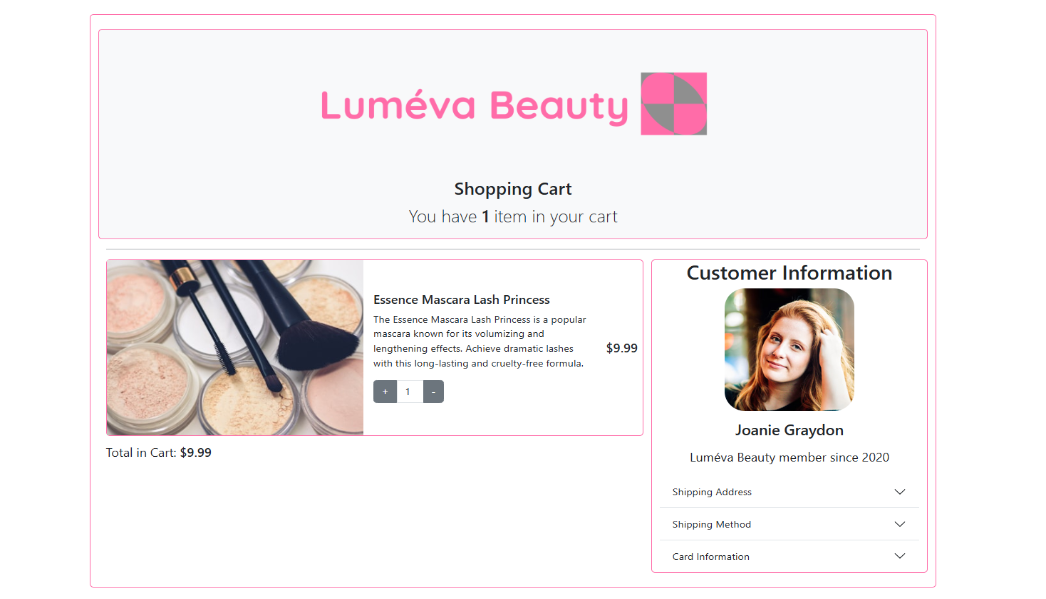 Luméva Beauty
Shopping Cart
You have 1 item in your cart
Essence Mascara Lash Princess
The Essence Mascara Lash Princess is a popular
mascara known for its volumizing and
lengthening effects. Achieve dramatic lashes
with this long-lasting and cruelty-free formula.
+ 1 -
$9.99
Total in Cart: $9.99
Customer Information
Joanie Graydon
Luméva Beauty member since 2020
Shipping Address
Shipping Method
Card Information